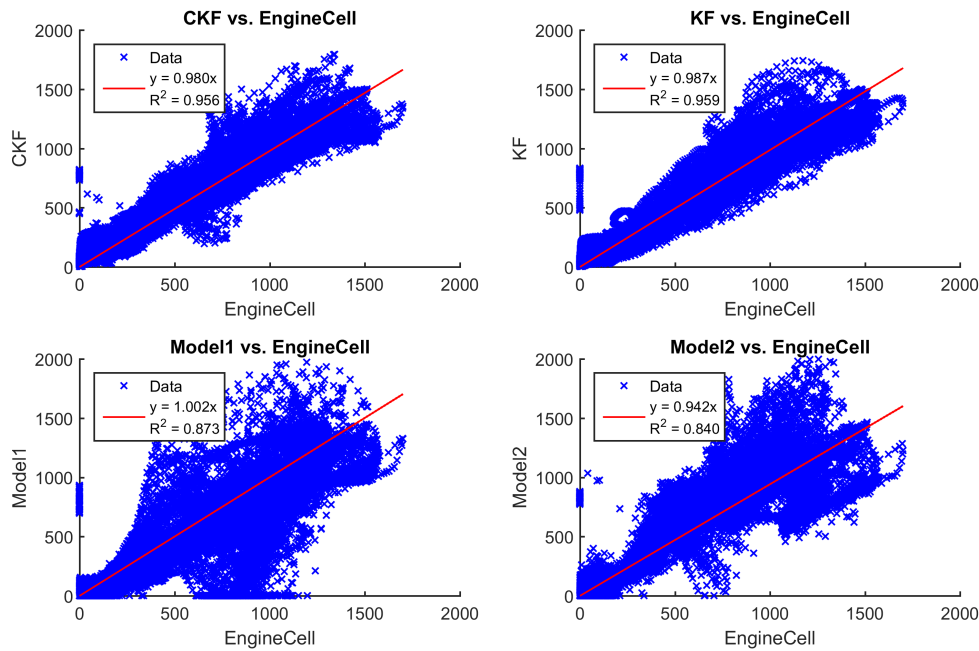 CKF vs. EngineCell
2000
1500
1000
500
0
CKF
Data
y = 0.980x
R² = 0.956
0 500 1000 1500 2000
EngineCell
KF vs. EngineCell
2000
1500
1000
500
0
KF
Data
y = 0.987x
R² = 0.959
0 500 1000 1500 2000
EngineCell
Model1 vs. EngineCell
2000
1500
1000
500
0
Model1
Data
y = 1.002x
R² = 0.873
0 500 1000 1500 2000
EngineCell
Model2 vs. EngineCell
2000
1500
1000
500
0
Model2
Data
y = 0.942x
R² = 0.840
0 500 1000 1500 2000
EngineCell